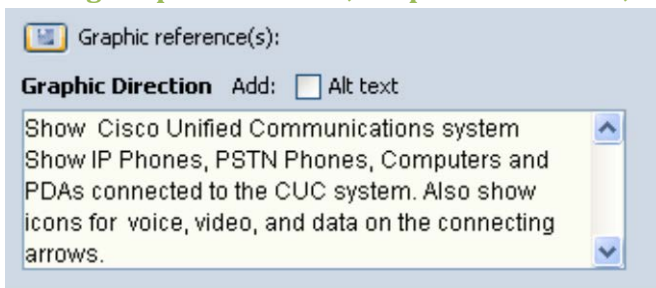 Graphic reference(s):
Graphic Direction Add: Alt text
Show Cisco Unified Communications system
Show IP Phones, PSTN Phones, Computers and
PDAs connected to the CUC system. Also show
icons for voice, video, and data on the connecting
arrows.